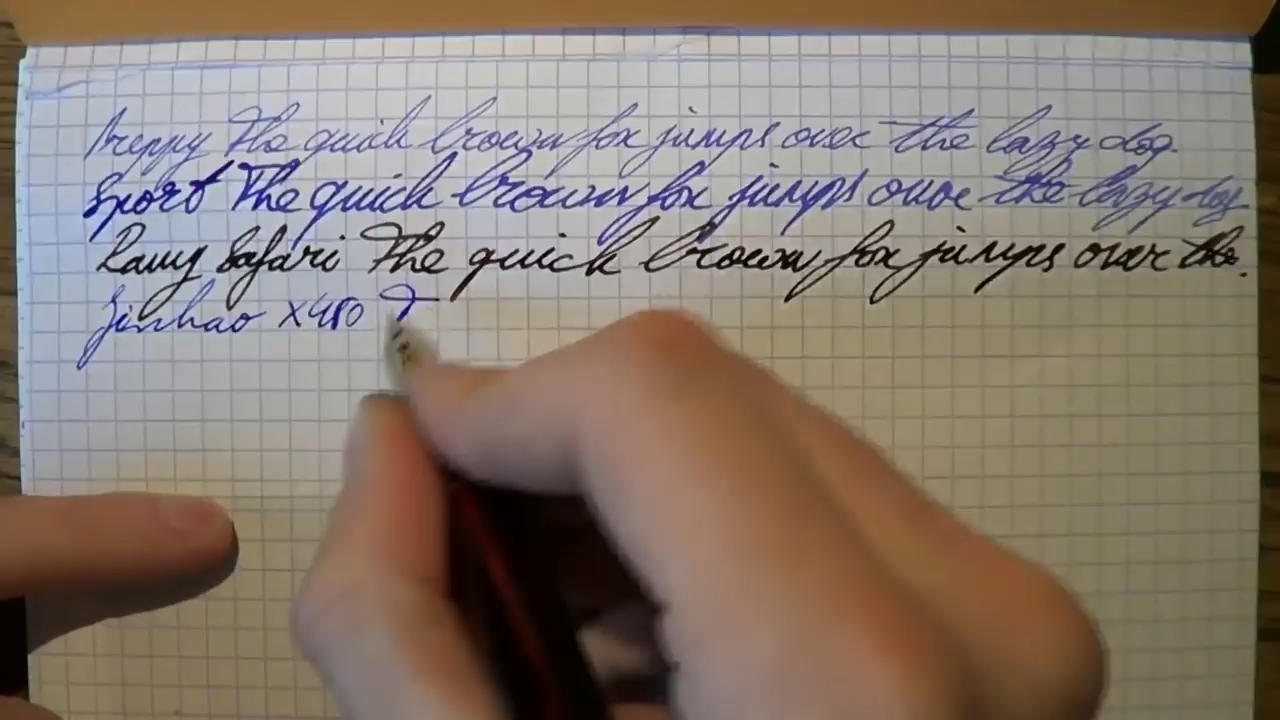 Preppy The quick brown fox jumps over the lazy dog.
Sport The quick brown fox jumps over the lazy dog
Lamy Safari The quick brown fox jumps over the.
Jinhao X450 T